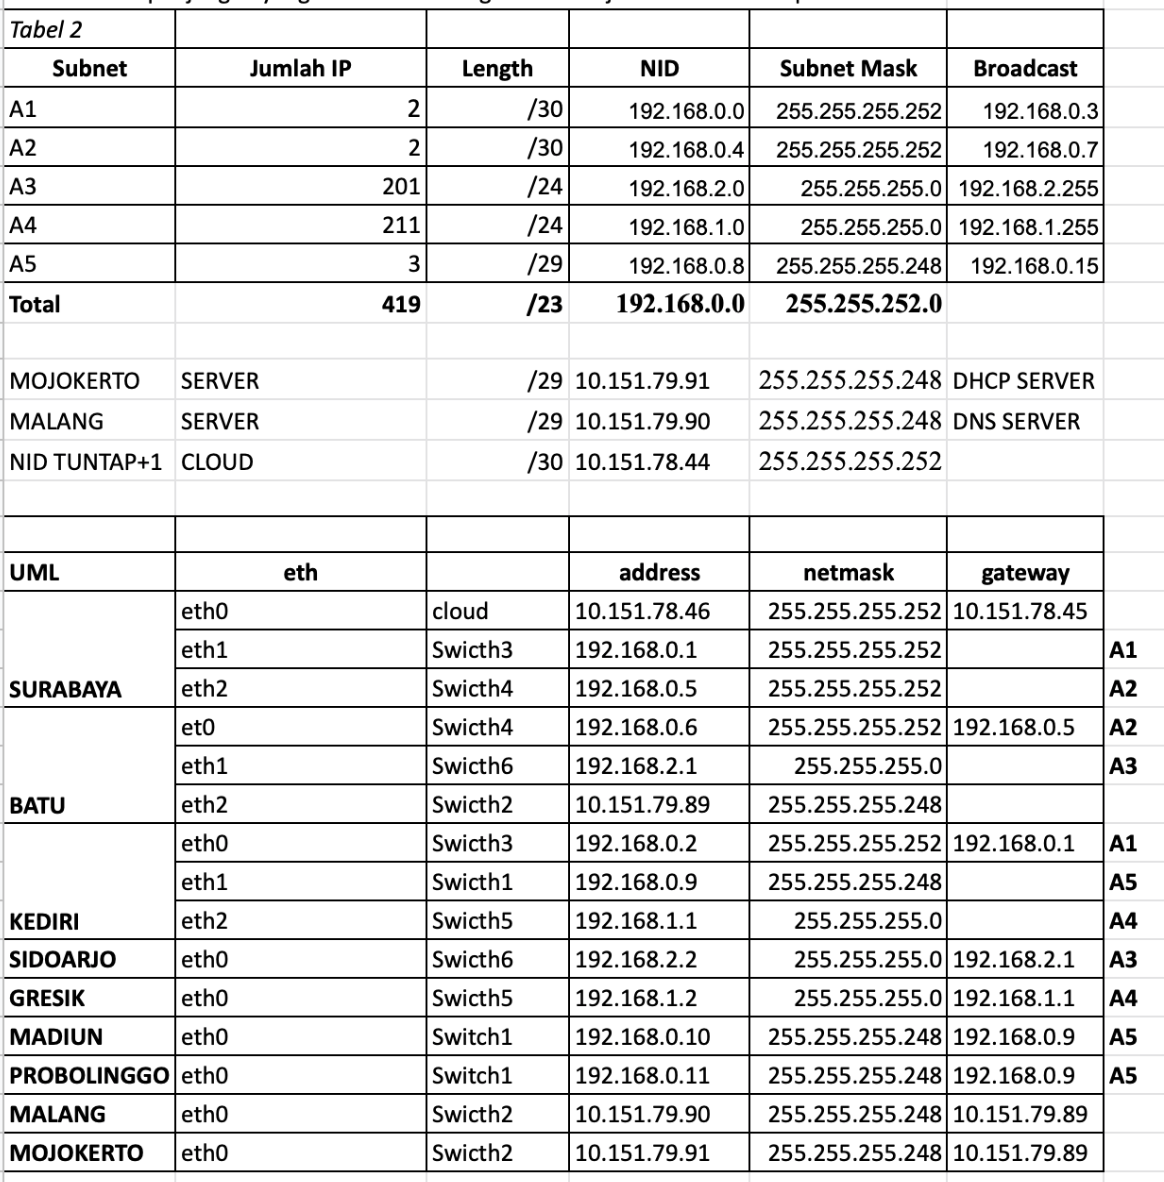 Tabel 2
Subnet Jumlah IP Length NID Subnet Mask Broadcast
A1 2 /30 192.168.0.0 255.255.255.252 192.168.0.3
A2 2 /30 192.168.0.4 255.255.255.252 192.168.0.7
A3 201 /24 192.168.2.0 255.255.255.0 192.168.2.255
A4 211 /24 192.168.1.0 255.255.255.0 192.168.1.255
A5 3 /29 192.168.0.8 255.255.255.248 192.168.0.15
Total 419 /23 192.168.0.0 255.255.252.0
MOJOKERTO SERVER /29 10.151.79.91 255.255.255.248 DHCP SERVER
MALANG SERVER /29 10.151.79.90 255.255.255.248 DNS SERVER
NID TUNTAP+1 CLOUD /30 10.151.78.44 255.255.255.252
UML eth address netmask gateway
eth0 cloud 10.151.78.46 255.255.255.252 10.151.78.45
eth1 Swicth3 192.168.0.1 255.255.255.252 A1
SURABAYA eth2 Swicth4 192.168.0.5 255.255.255.252 A2
et0 Swicth4 192.168.0.6 255.255.255.252 192.168.0.5 A2
eth1 Swicth6 192.168.2.1 255.255.255.0 A3
BATU eth2 Swicth2 10.151.79.89 255.255.255.248
eth0 Swicth3 192.168.0.2 255.255.255.252 192.168.0.1 A1
eth1 Swicth1 192.168.0.9 255.255.255.248 A5
KEDIRI eth2 Swicth5 192.168.1.1 255.255.255.0 A4
SIDOARJO eth0 Swicth6 192.168.2.2 255.255.255.0 192.168.2.1 A3
GRESIK eth0 Swicth5 192.168.1.2 255.255.255.0 192.168.1.1 A4
MADIUN eth0 Switch1 192.168.0.10 255.255.255.248 192.168.0.9 A5
PROBOLINGGO eth0 Switch1 192.168.0.11 255.255.255.248 192.168.0.9 A5
MALANG eth0 Swicth2 10.151.79.90 255.255.255.248 10.151.79.89
MOJOKERTO eth0 Swicth2 10.151.79.91 255.255.255.248 10.151.79.89